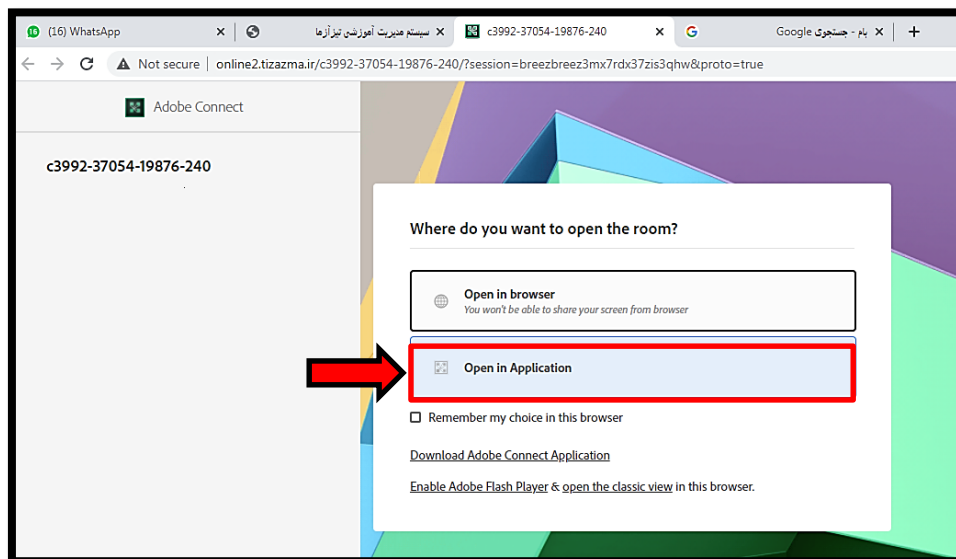 (16) WhatsApp
سیستم مدیریت آموزشی تیزآزما
c3992-37054-19876-240
بام - جستجوی Google
Not secure | online2.tizazma.ir/c3992-37054-19876-240/?session=breezbreez3mx7rdx37zis3qhw&proto=true
Adobe Connect
c3992-37054-19876-240
Where do you want to open the room?
Open in browser
You won't be able to share your screen from browser
Open in Application
Remember my choice in this browser
Download Adobe Connect Application
Enable Adobe Flash Player & open the classic view in this browser.